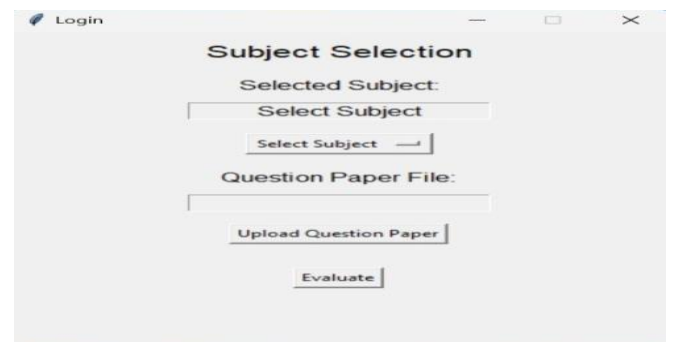 Login
Subject Selection
Selected Subject:
Select Subject
Select Subject
Question Paper File:
Upload Question Paper
Evaluate